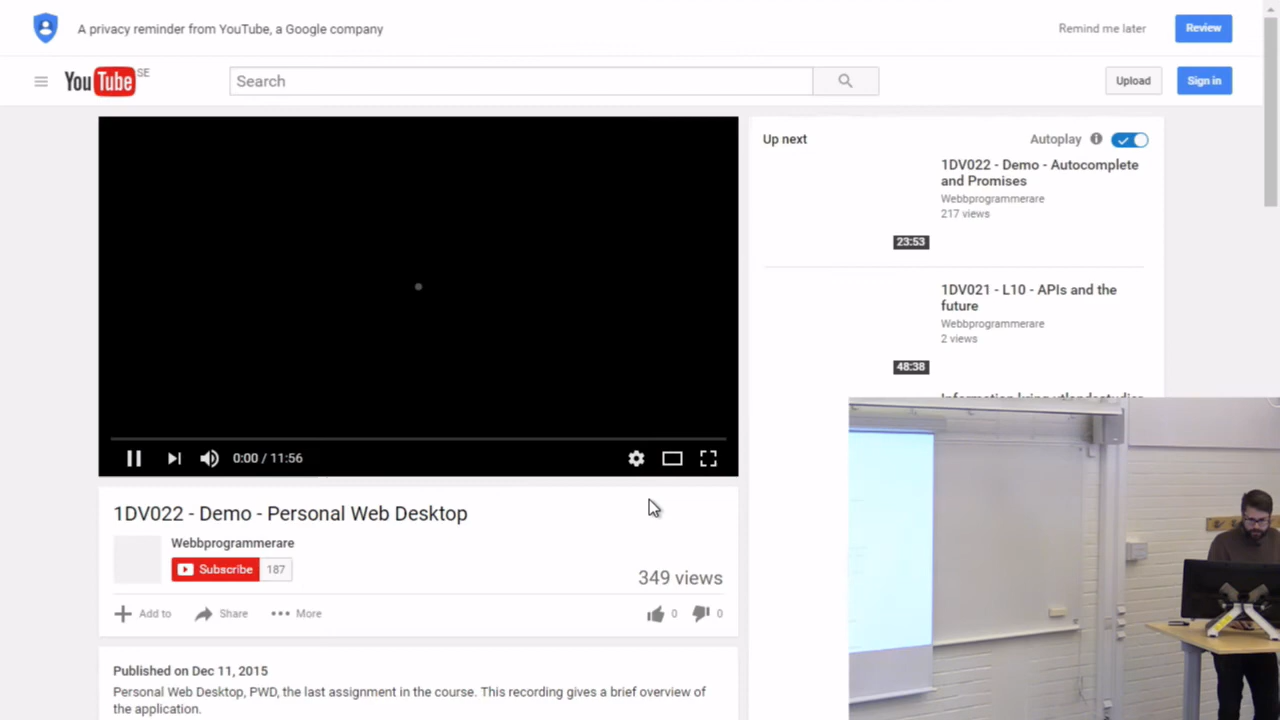 A privacy reminder from YouTube, a Google company
Remind me later
Review
YouTube SE
Search
Upload
Sign in
Up next
Autoplay
1DV022 - Demo - Autocomplete
and Promises
Webbprogrammerare
217 views
23:53
1DV021 - L10 - APIs and the
future
Webbprogrammerare
2 views
48:38
0:00 / 11:56
1DV022 - Demo - Personal Web Desktop
Webbprogrammerare
Subscribe 187
349 views
Add to
Share
More
0
0
Published on Dec 11, 2015
Personal Web Desktop, PWD, the last assignment in the course. This recording gives a brief overview of
the application.